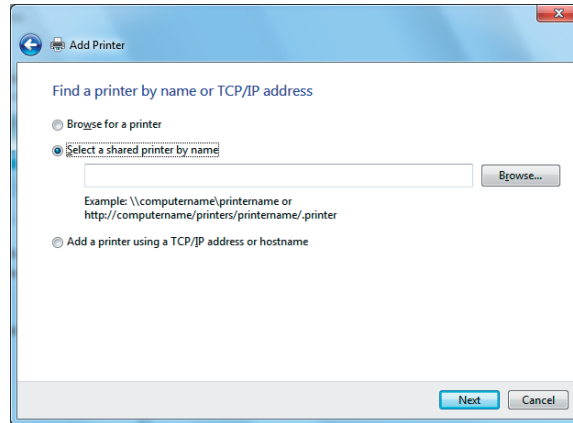 Add Printer
Find a printer by name or TCP/IP address
Browse for a printer
Select a shared printer by name
Browse...
Example: \\computername\printername or
http://computername/printers/printername/.printer
Add a printer using a TCP/IP address or hostname
Next Cancel